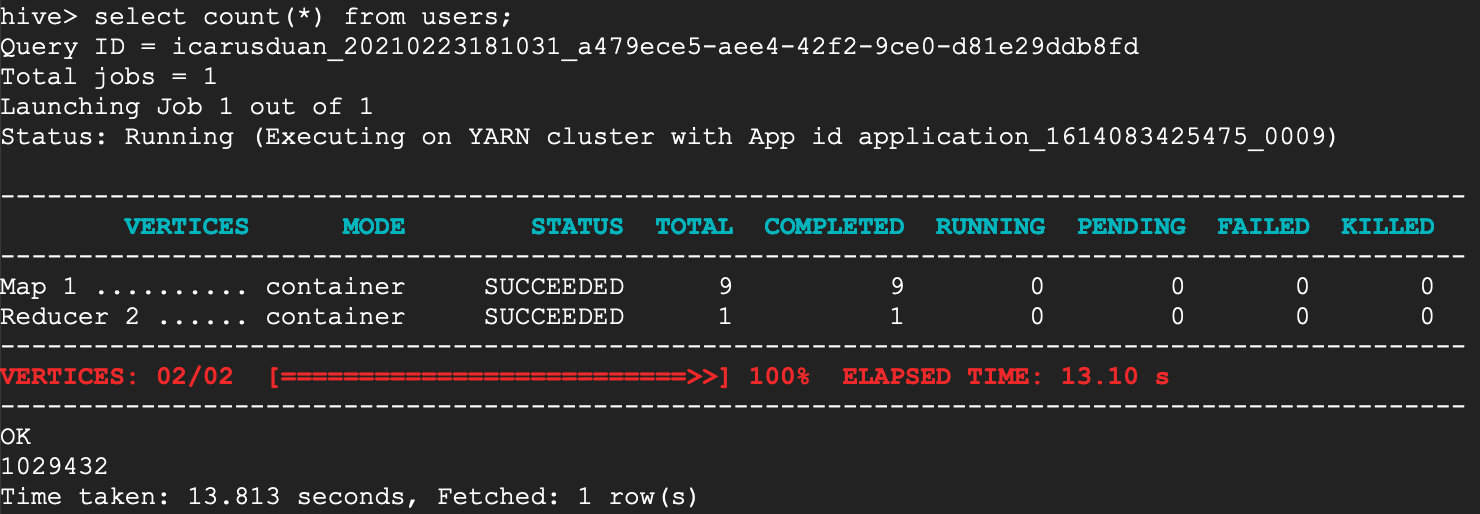 hive> select count(*) from users;
Query ID = icarusduan_20210223181031_a479ece5-aee4-42f2-9ce0-d81e29ddb8fd
Total jobs = 1
Launching Job 1 out of 1
Status: Running (Executing on YARN cluster with App id application_1614083425475_0009)
----------------------------------------------------------------------------------------------
VERTICES MODE STATUS TOTAL COMPLETED RUNNING PENDING FAILED KILLED
----------------------------------------------------------------------------------------------
Map 1 .......... container SUCCEEDED 9 9 0 0 0 0
Reducer 2 ...... container SUCCEEDED 1 1 0 0 0 0
----------------------------------------------------------------------------------------------
VERTICES: 02/02 [==========================>>] 100% ELAPSED TIME: 13.10 s
----------------------------------------------------------------------------------------------
OK
1029432
Time taken: 13.813 seconds, Fetched: 1 row(s)